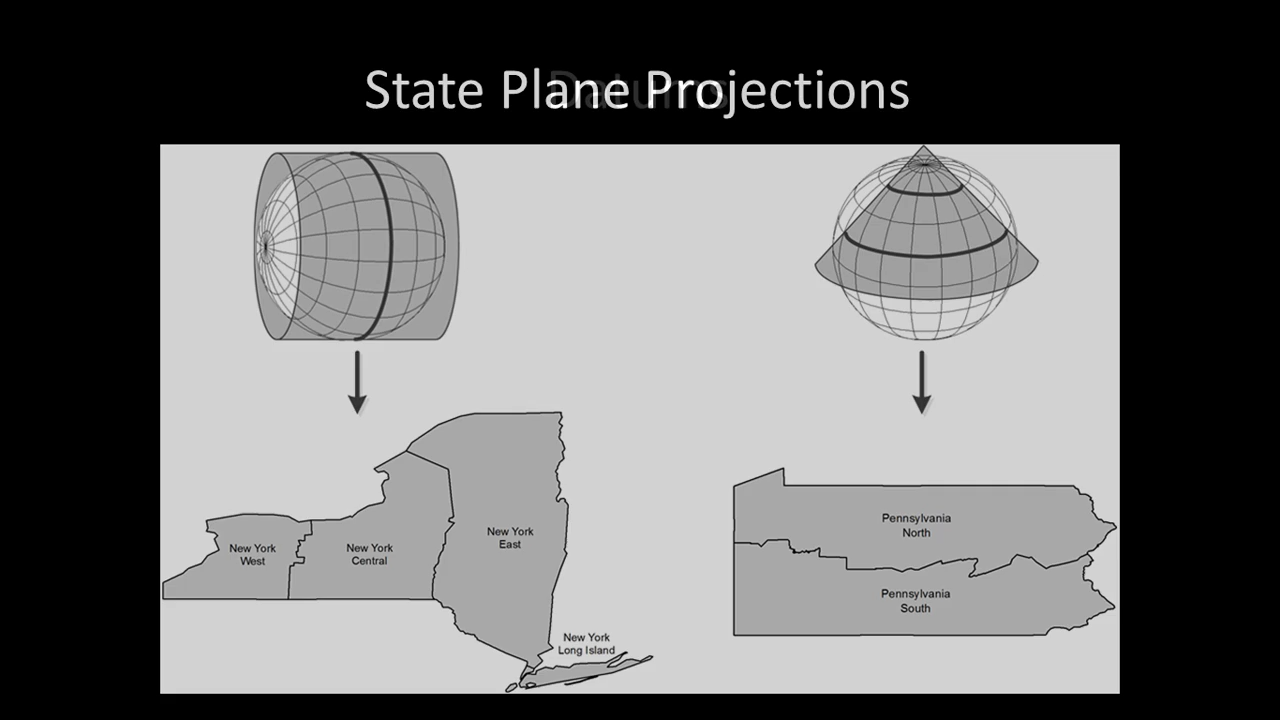 State Plane Projections
Datums
New York
West
New York
Central
New York
East
New York
Long Island
Pennsylvania
North
Pennsylvania
South